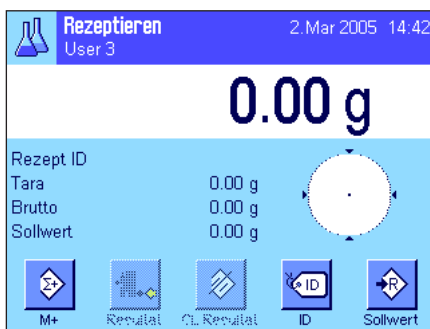 Rezeptieren
2.Mar 2005 14:42
User 3
0.00 g
Rezept ID
Tara 0.00 g
Brutto 0.00 g
Sollwert 0.00 g
Σ+ ID R
M+ Resultat CL Resultat ID Sollwert